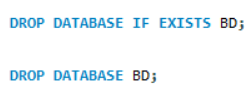 DROP DATABASE IF EXISTS BD;
DROP DATABASE BD;